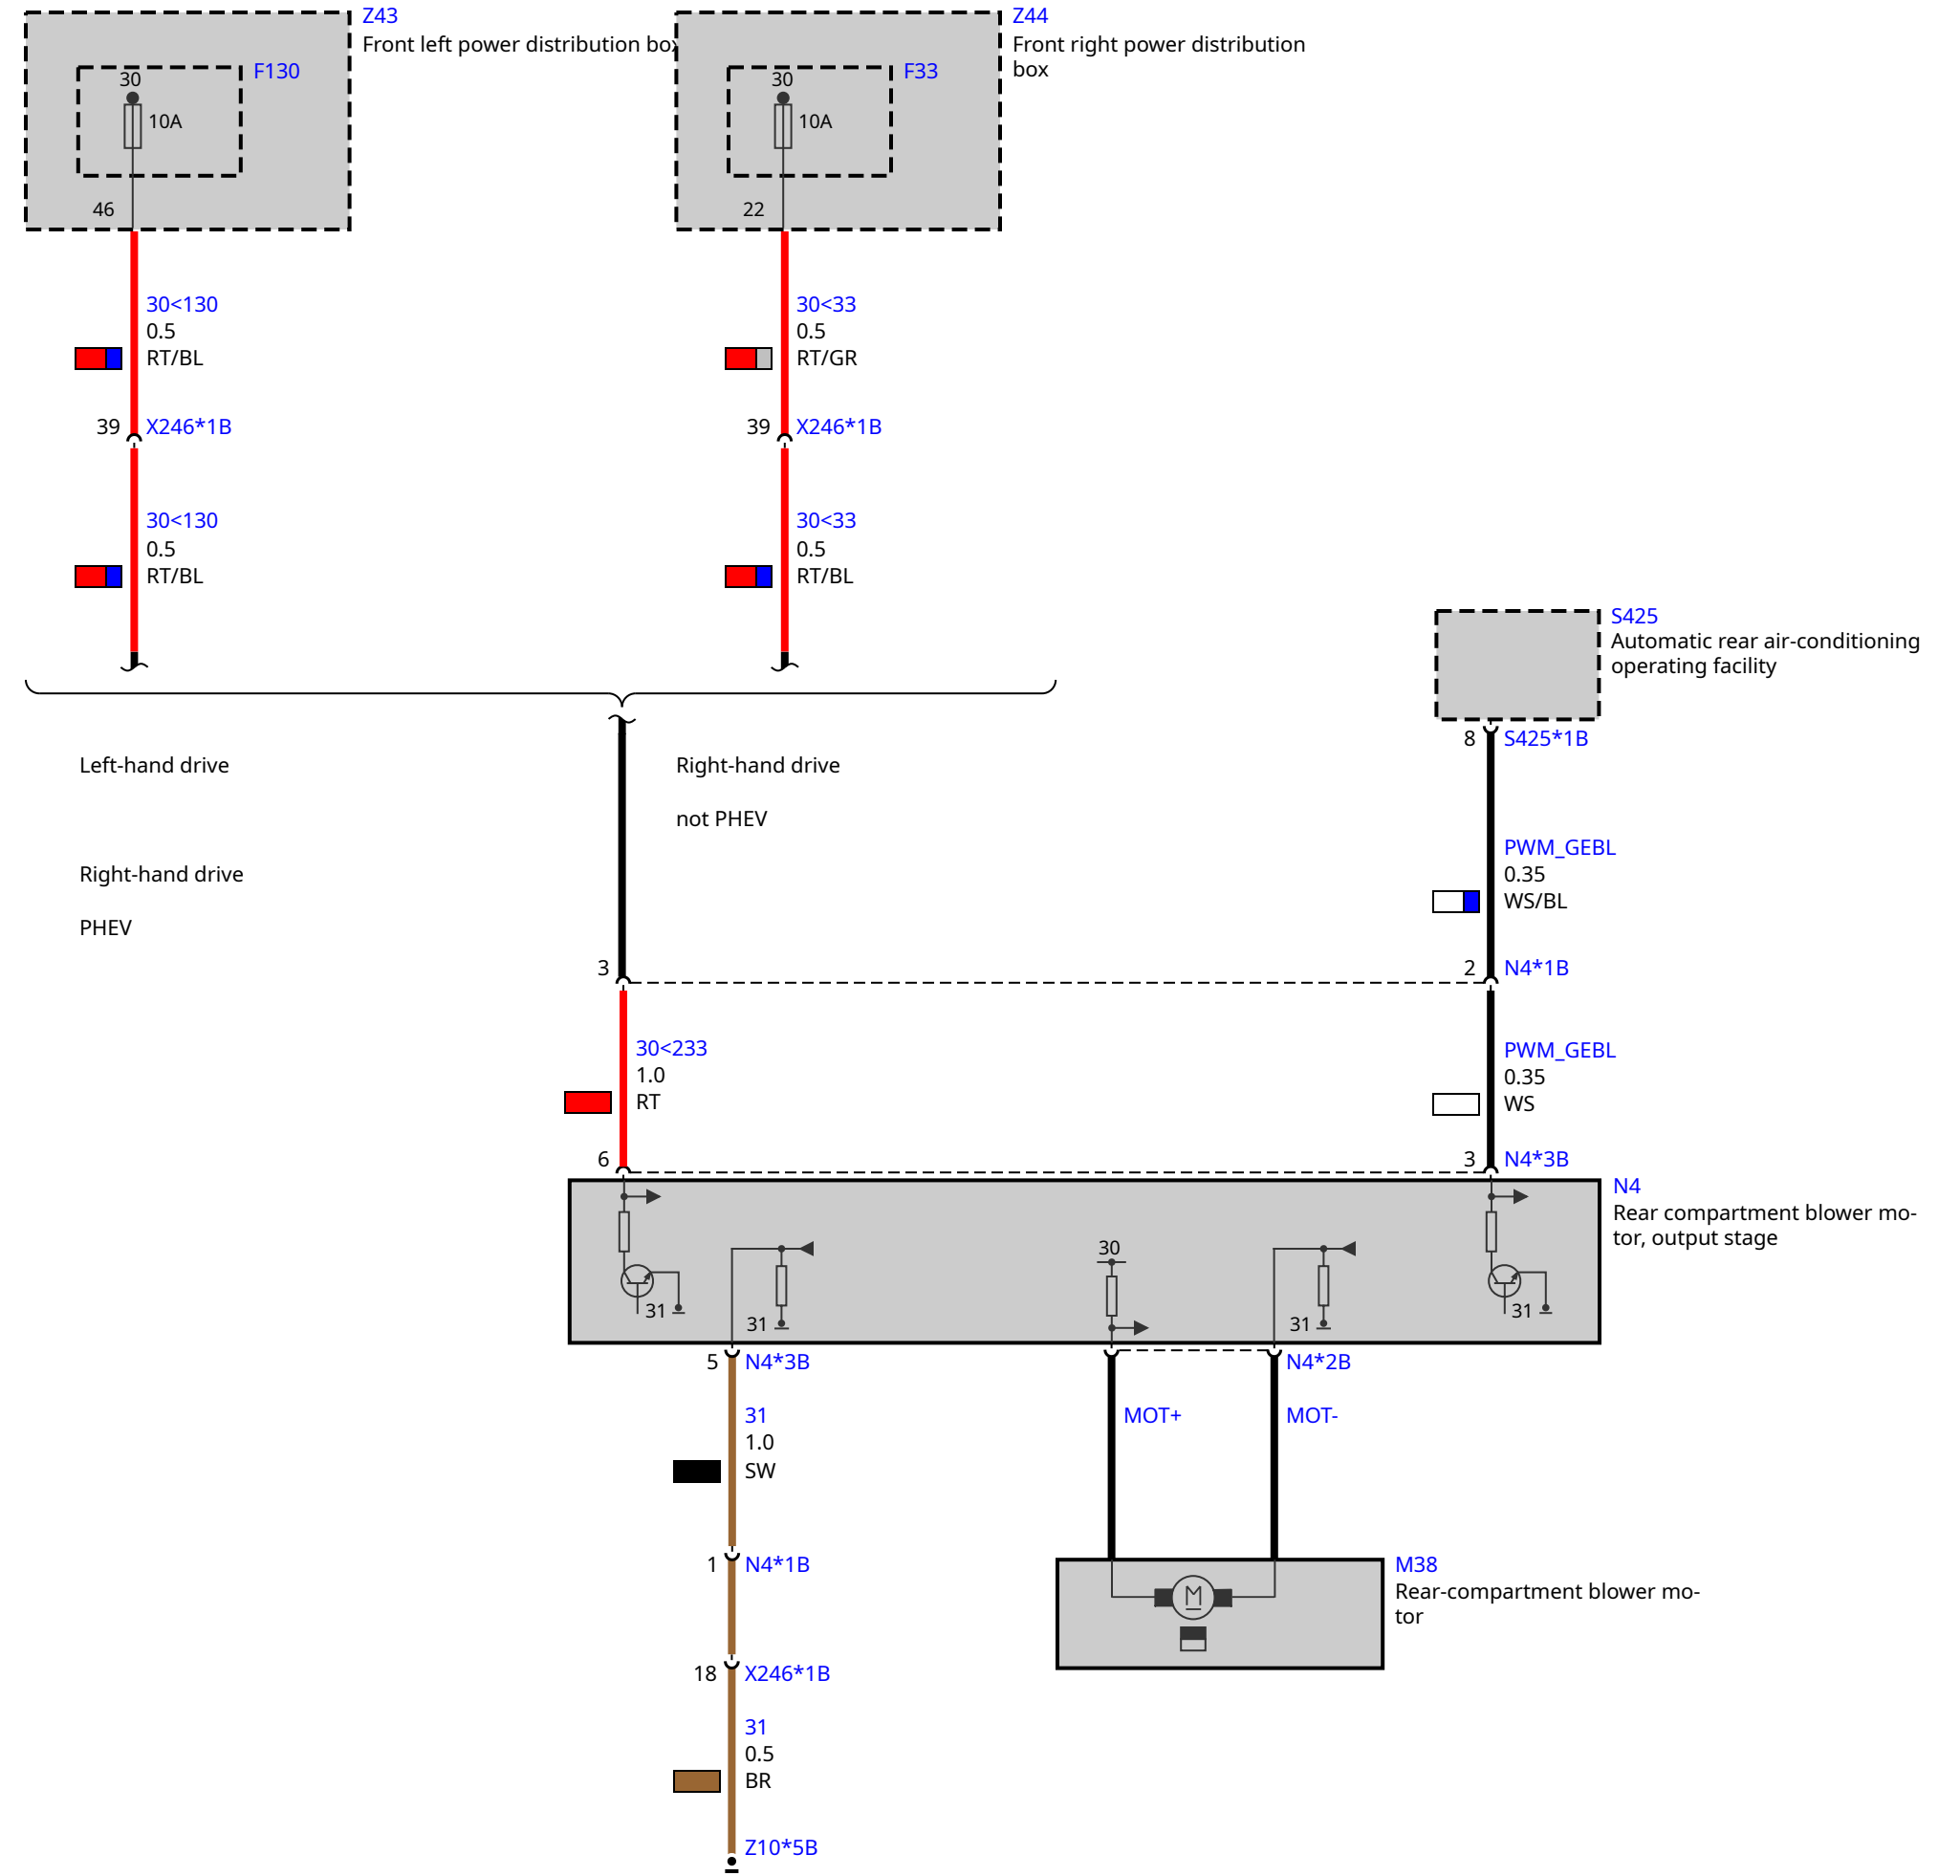 Z43
Front left power distribution box
F130
30
10A
46
Z44
Front right power distribution
box
F33
30
10A
22
30<130
0.5
RT/BL
39 X246*1B
30<130
0.5
RT/BL
30<33
0.5
RT/GR
39 X246*1B
30<33
0.5
RT/BL
S425
Automatic rear air-conditioning
operating facility
8 S425*1B
Left-hand drive
Right-hand drive
PHEV
Right-hand drive
not PHEV
PWM_GEBL
0.35
WS/BL
3
2 N4*1B
30<233
1.0
RT
PWM_GEBL
0.35
WS
6
3 N4*3B
N4
Rear compartment blower mo-
tor, output stage
31
31
30
31
31
5 N4*3B
N4*2B
31
1.0
SW
MOT+
MOT-
1 N4*1B
M38
Rear-compartment blower mo-
tor
M
18 X246*1B
31
0.5
BR
Z10*5B